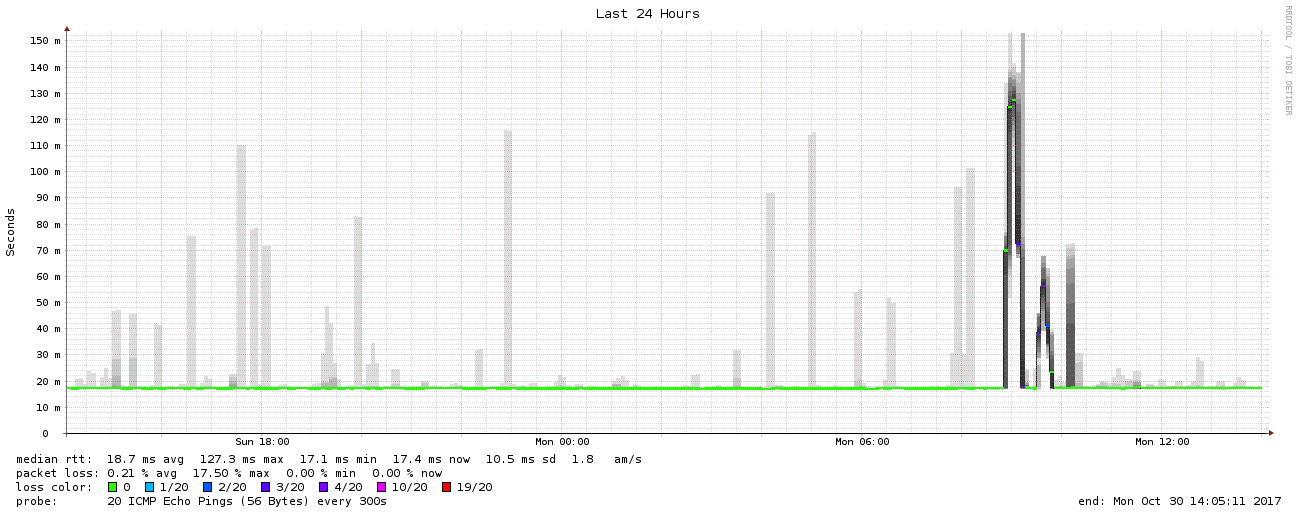 Last 24 Hours
RRDTOOL / TOBI OETIKER
Seconds
150 m
140 m
130 m
120 m
110 m
100 m
90 m
80 m
70 m
60 m
50 m
40 m
30 m
20 m
10 m
0
Sun 18:00 Mon 00:00 Mon 06:00 Mon 12:00
median rtt: 18.7 ms avg 127.3 ms max 17.1 ms min 17.4 ms now 10.5 ms sd 1.8 am/s
packet loss: 0.21 % avg 17.50 % max 0.00 % min 0.00 % now
loss color: 0 1/20 2/20 3/20 4/20 10/20 19/20
probe: 20 ICMP Echo Pings (56 Bytes) every 300s end: Mon Oct 30 14:05:11 2017